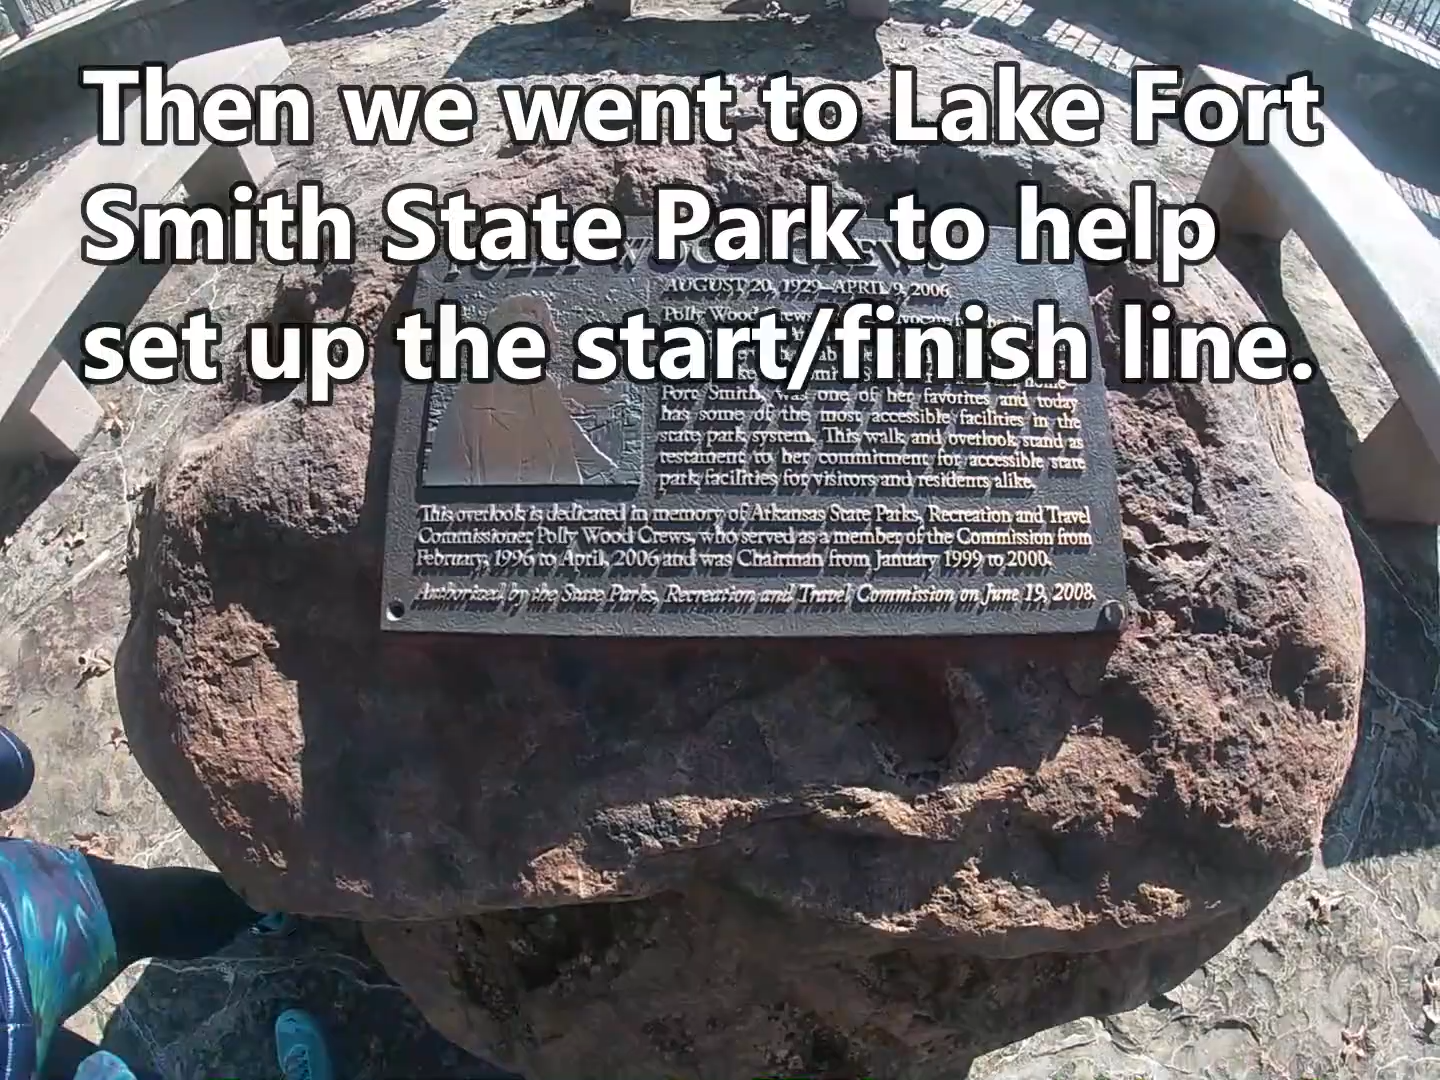 Then we went to Lake Fort
Smith State Park to help
set up the start/finish line.
AUGUST 20, 1929–APRIL 9, 2006
Polly Wood Crews
Fort Smith, was one of her favorites and today
has some of the most accessible facilities in the
state park system. This walk and overlook stand as
testament to her commitment for accessible state
park facilities for visitors and residents alike.
This overlook is dedicated in memory of Arkansas State Parks, Recreation and Travel
Commissioner Polly Wood Crews, who served as a member of the Commission from
February, 1996 to April, 2006 and was Chairman from January 1999 to 2000.
Authorized by the State Parks, Recreation and Travel Commission on June 19, 2008.